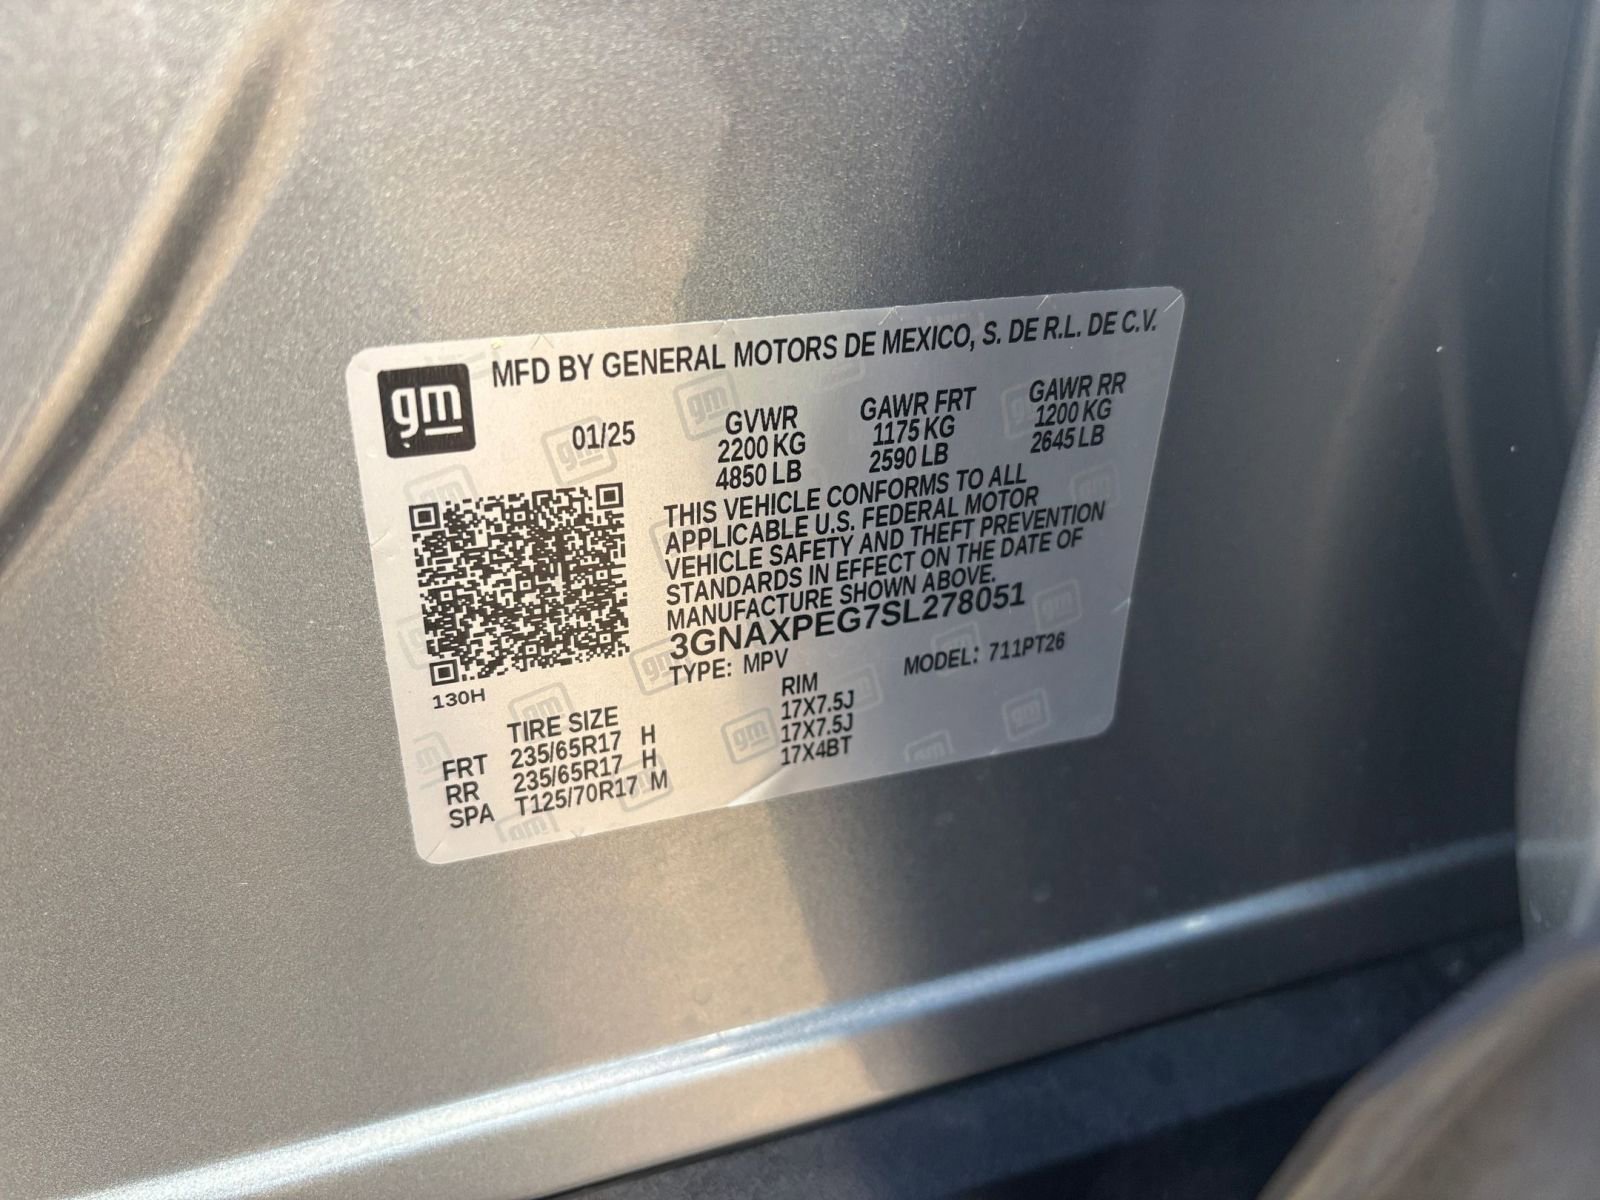 MFD BY GENERAL MOTORS DE MEXICO, S. DE R.L. DE C.V.
gm
01/25
GVWR GAWR FRT GAWR RR
2200 KG 1175 KG 1200 KG
4850 LB 2590 LB 2645 LB
THIS VEHICLE CONFORMS TO ALL
APPLICABLE U.S. FEDERAL MOTOR
VEHICLE SAFETY AND THEFT PREVENTION
STANDARDS IN EFFECT ON THE DATE OF
MANUFACTURE SHOWN ABOVE.
3GNAXPEG7SL278051
TYPE: MPV MODEL: 711PT26
130H
TIRE SIZE RIM
FRT 235/65R17 H 17X7.5J
RR 235/65R17 H 17X7.5J
SPA T125/70R17 M 17X4BT